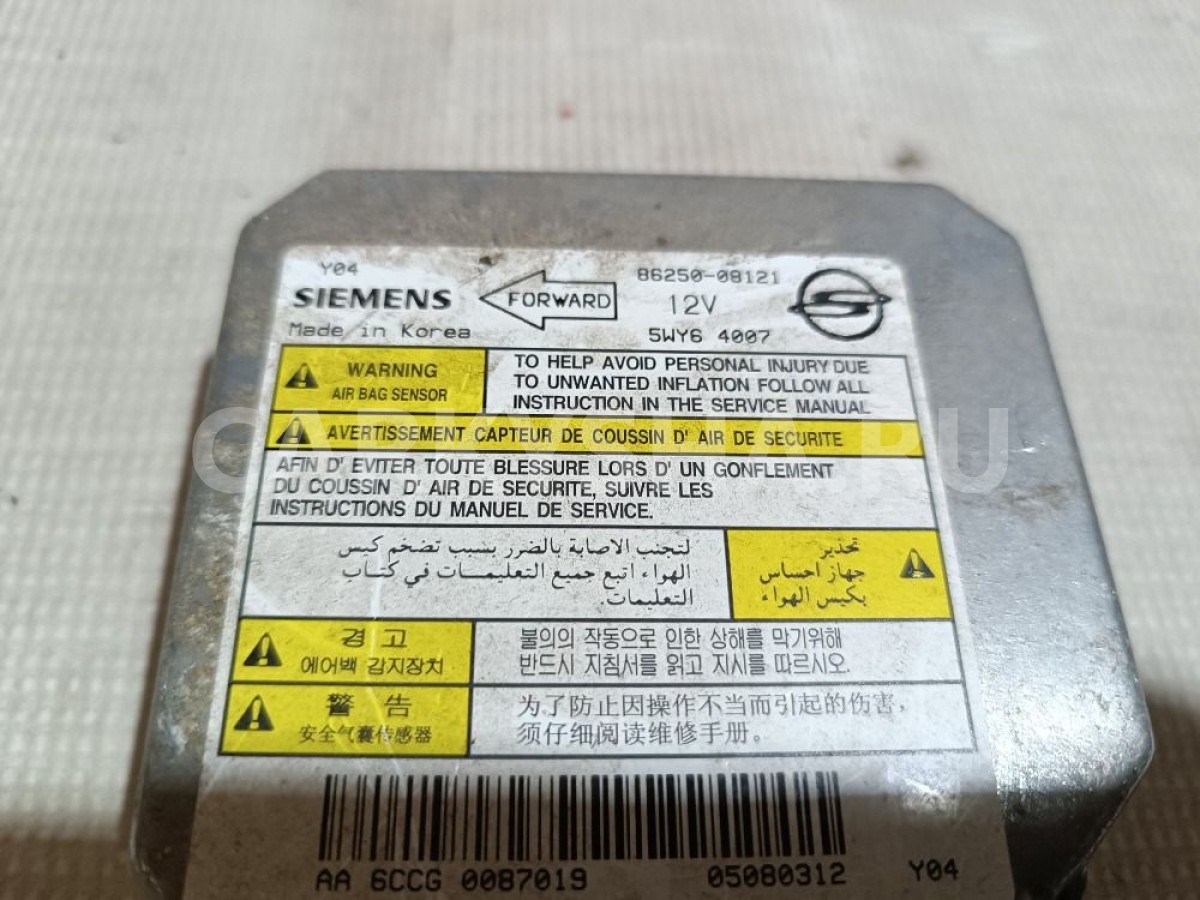 Y04
SIEMENS
Made in Korea
FORWARD
86250-08121
12V
5WY6 4007
WARNING
AIR BAG SENSOR
TO HELP AVOID PERSONAL INJURY DUE
TO UNWANTED INFLATION FOLLOW ALL
INSTRUCTION IN THE SERVICE MANUAL
AVERTISSEMENT CAPTEUR DE COUSSIN D' AIR DE SECURITE
AFIN D' EVITER TOUTE BLESSURE LORS D' UN GONFLEMENT
DU COUSSIN D' AIR DE SECURITE, SUIVRE LES
INSTRUCTIONS DU MANUEL DE SERVICE.
تحذير
جهاز احساس
بكيس الهواء
لتجنب الاصابة بالضرر بسبب تضخم كيس
الهواء اتبع جميع التعليمات في كتاب
التعليمات.
경 고
에어백 감지장치
불의의 작동으로 인한 상해를 막기위해
반드시 지침서를 읽고 지시를 따르시오.
警 告
安全气囊传感器
为了防止因操作不当而引起的伤害,
须仔细阅读维修手册。
AA 6CCG 0087019
05080312
Y04